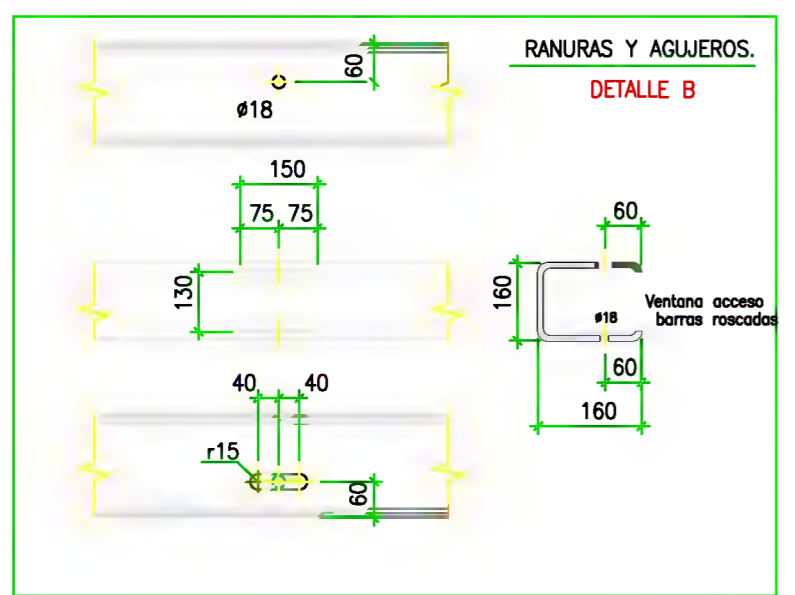 RANURAS Y AGUJEROS.
DETALLE B
60
ø18
150
75 75
130
60
160
ø18
Ventana acceso
barras roscadas
60
160
40 40
r15
60